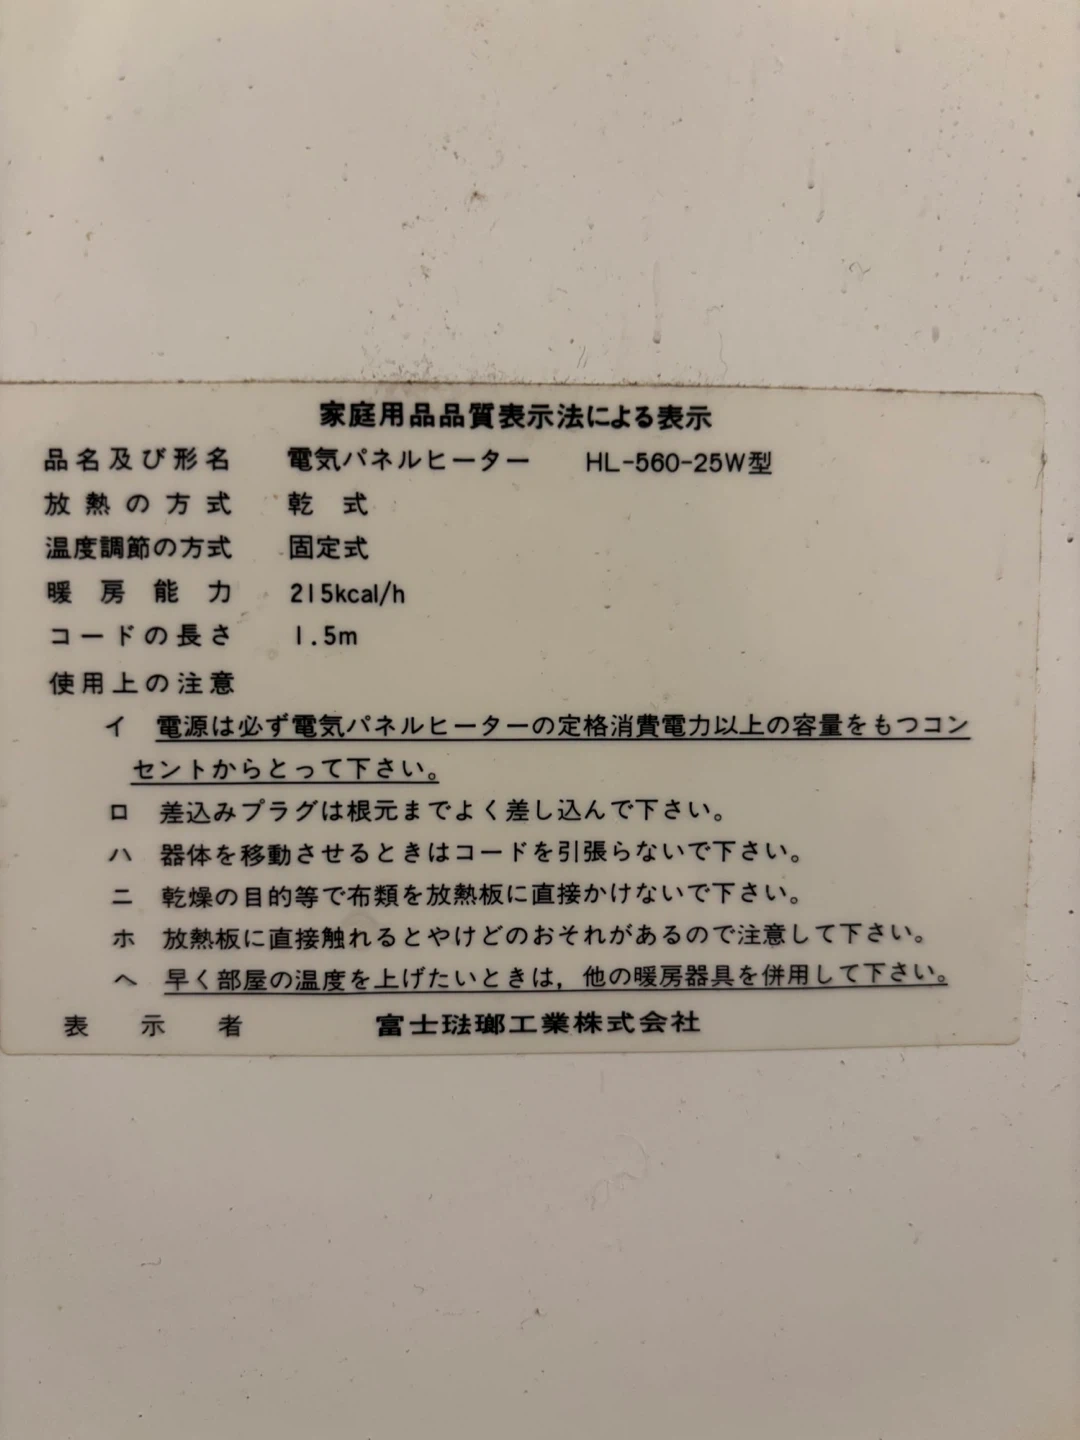 家庭用品品質表示法による表示
品名及び形名 電気パネルヒーター HL-560-25W型
放熱の方式 乾式
温度調節の方式 固定式
暖房能力 215kcal/h
コードの長さ 1.5m
使用上の注意
イ 電源は必ず電気パネルヒーターの定格消費電力以上の容量をもつコン
セントからとって下さい。
ロ 差込みプラグは根元までよく差し込んで下さい。
ハ 器体を移動させるときはコードを引張らないで下さい。
ニ 乾燥の目的等で布類を放熱板に直接かけないで下さい。
ホ 放熱板に直接触れるとやけどのおそれがあるので注意して下さい。
ヘ 早く部屋の温度を上げたいときは,他の暖房器具を併用して下さい。
表示者 富士琺瑯工業株式会社